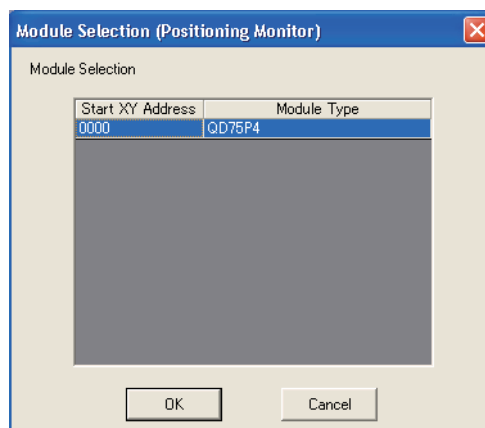 Module Selection (Positioning Monitor)
Module Selection
Start XY Address Module Type
0000 QD75P4
OK Cancel